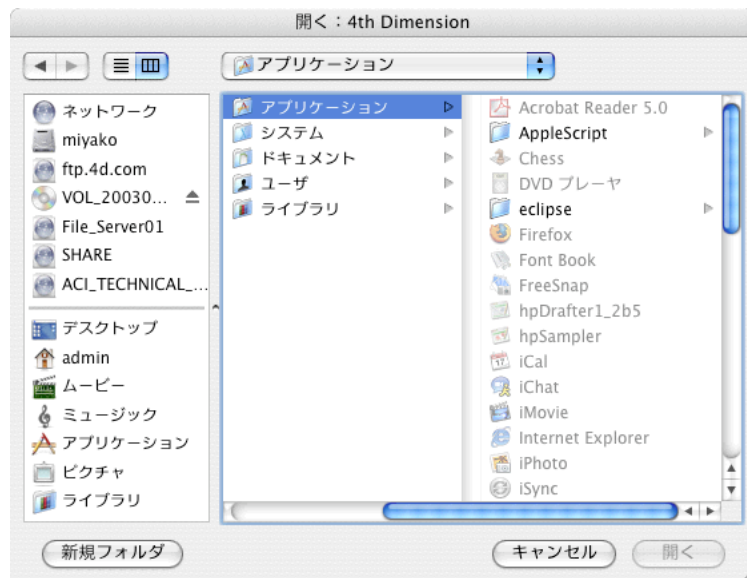 開く：4th Dimension
アプリケーション
ネットワーク
miyako
ftp.4d.com
VOL_20030...
File_Server01
SHARE
ACI_TECHNICAL_...
デスクトップ
admin
ムービー
ミュージック
アプリケーション
ピクチャ
ライブラリ
アプリケーション
システム
ドキュメント
ユーザ
ライブラリ
Acrobat Reader 5.0
AppleScript
Chess
DVD プレーヤ
eclipse
Firefox
Font Book
FreeSnap
hpDrafter1_2b5
hpSampler
iCal
iChat
iMovie
Internet Explorer
iPhoto
iSync
新規フォルダ
キャンセル
開く